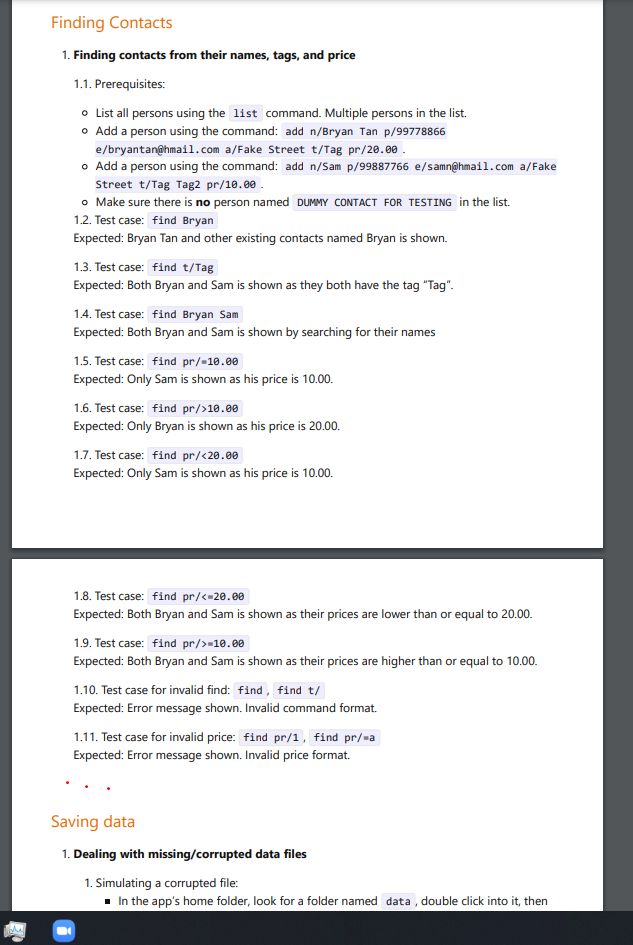 Finding Contacts
1. Finding contacts from their names, tags, and price
1.1. Prerequisites:
List all persons using the list command. Multiple persons in the list.
Add a person using the command: add n/Bryan Tan p/99778866
e/bryantan@hmail.com a/Fake Street t/Tag pr/20.00 .
Add a person using the command: add n/Sam p/99887766 e/samn@hmail.com a/Fake
Street t/Tag Tag2 pr/10.00 .
Make sure there is no person named DUMMY CONTACT FOR TESTING in the list.
1.2. Test case: find Bryan
Expected: Bryan Tan and other existing contacts named Bryan is shown.
1.3. Test case: find t/Tag
Expected: Both Bryan and Sam is shown as they both have the tag “Tag”.
1.4. Test case: find Bryan Sam
Expected: Both Bryan and Sam is shown by searching for their names
1.5. Test case: find pr/=10.00
Expected: Only Sam is shown as his price is 10.00.
1.6. Test case: find pr/>10.00
Expected: Only Bryan is shown as his price is 20.00.
1.7. Test case: find pr/<20.00
Expected: Only Sam is shown as his price is 10.00.
1.8. Test case: find pr/<=20.00
Expected: Both Bryan and Sam is shown as their prices are lower than or equal to 20.00.
1.9. Test case: find pr/>=10.00
Expected: Both Bryan and Sam is shown as their prices are higher than or equal to 10.00.
1.10. Test case for invalid find: find , find t/
Expected: Error message shown. Invalid command format.
1.11. Test case for invalid price: find pr/1 , find pr/=a
Expected: Error message shown. Invalid price format.
Saving data
1. Dealing with missing/corrupted data files
1. Simulating a corrupted file:
In the app’s home folder, look for a folder named data , double click into it, then